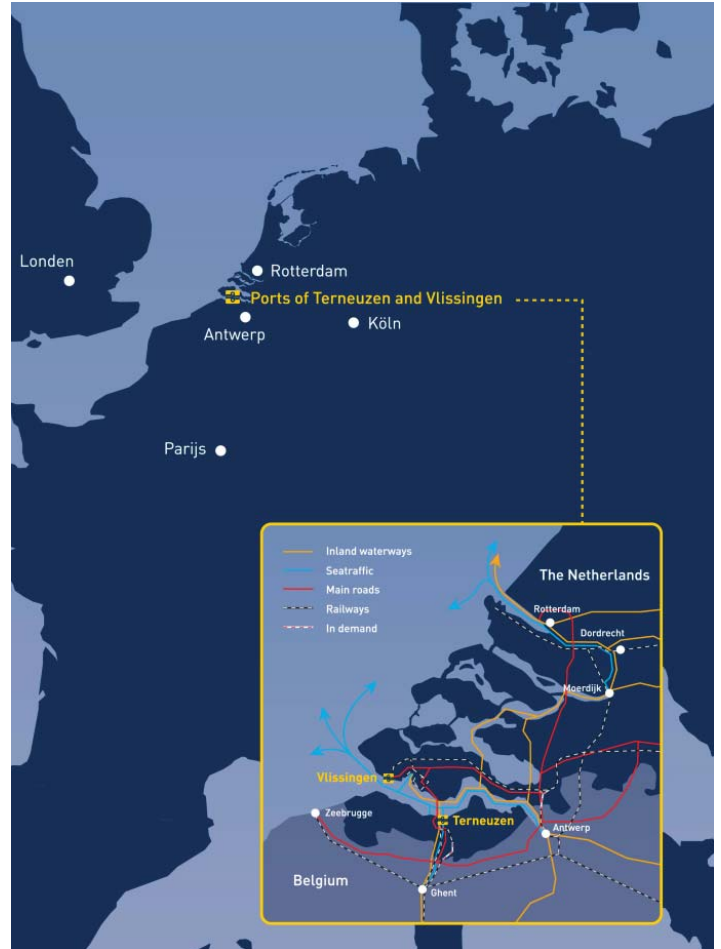 Londen
Rotterdam
Ports of Terneuzen and Vlissingen
Antwerp
Köln
Parijs
Inland waterways
Seatraffic
Main roads
Railways
In demand
The Netherlands
Rotterdam
Dordrecht
Moerdijk
Vlissingen
Zeebrugge
Terneuzen
Antwerp
Belgium
Ghent